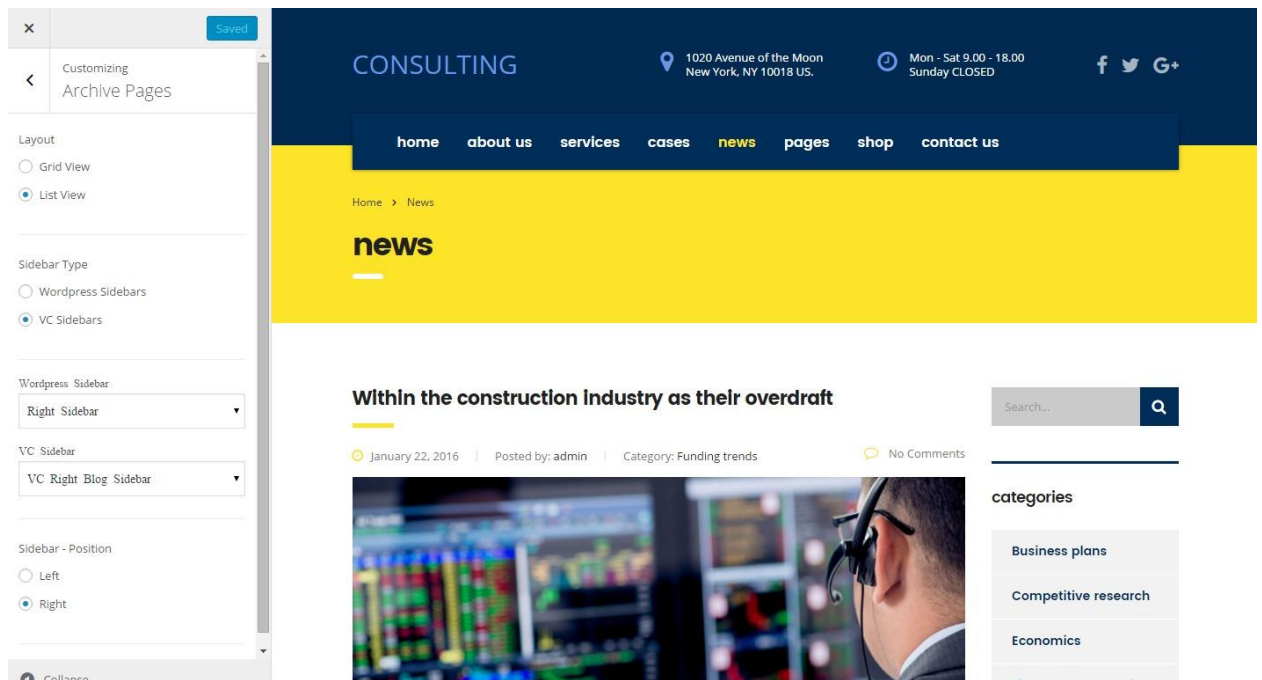 Saved
Customizing
Archive Pages
Layout
Grid View
List View
Sidebar Type
Wordpress Sidebars
VC Sidebars
Wordpress Sidebar
Right Sidebar
VC Sidebar
VC Right Blog Sidebar
Sidebar - Position
Left
Right
Collapse
CONSULTING
1020 Avenue of the Moon
New York, NY 10018 US.
Mon - Sat 9.00 - 18.00
Sunday CLOSED
home about us services cases news pages shop contact us
Home > News
news
Within the construction industry as their overdraft
January 22, 2016 Posted by: admin Category: Funding trends No Comments
Search...
categories
Business plans
Competitive research
Economics